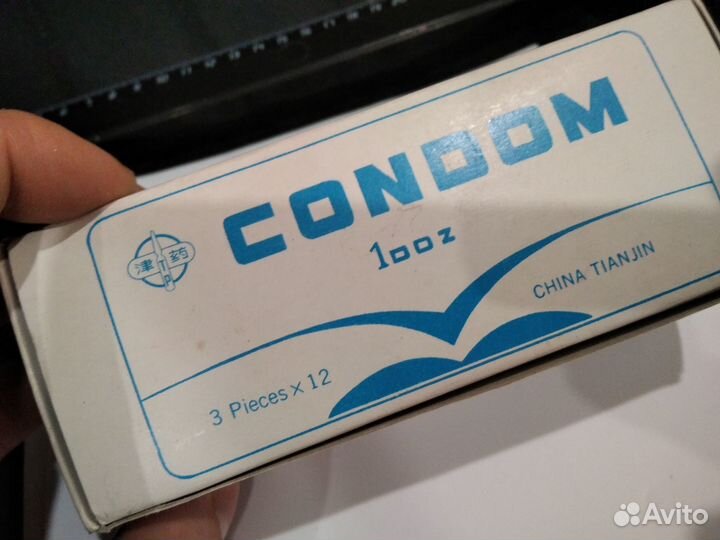 CONDOM
1DOZ
津药
CHINA TIANJIN
3 Pieces × 12
Avito